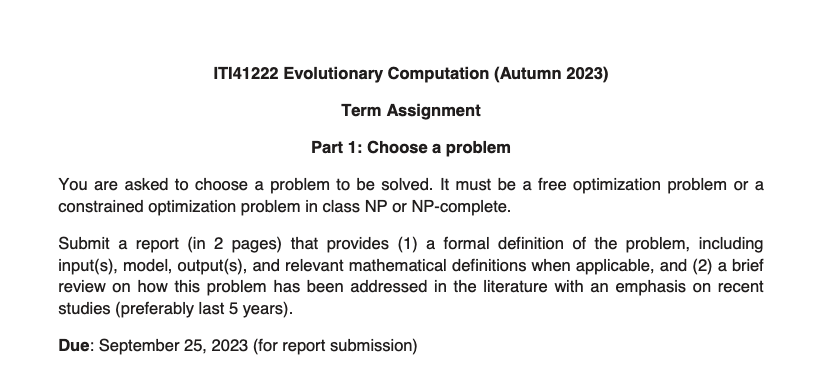 ITI41222 Evolutionary Computation (Autumn 2023)
Term Assignment
Part 1: Choose a problem
You are asked to choose a problem to be solved. It must be a free optimization problem or a
constrained optimization problem in class NP or NP-complete.
Submit a report (in 2 pages) that provides (1) a formal definition of the problem, including
input(s), model, output(s), and relevant mathematical definitions when applicable, and (2) a brief
review on how this problem has been addressed in the literature with an emphasis on recent
studies (preferably last 5 years).
Due: September 25, 2023 (for report submission)